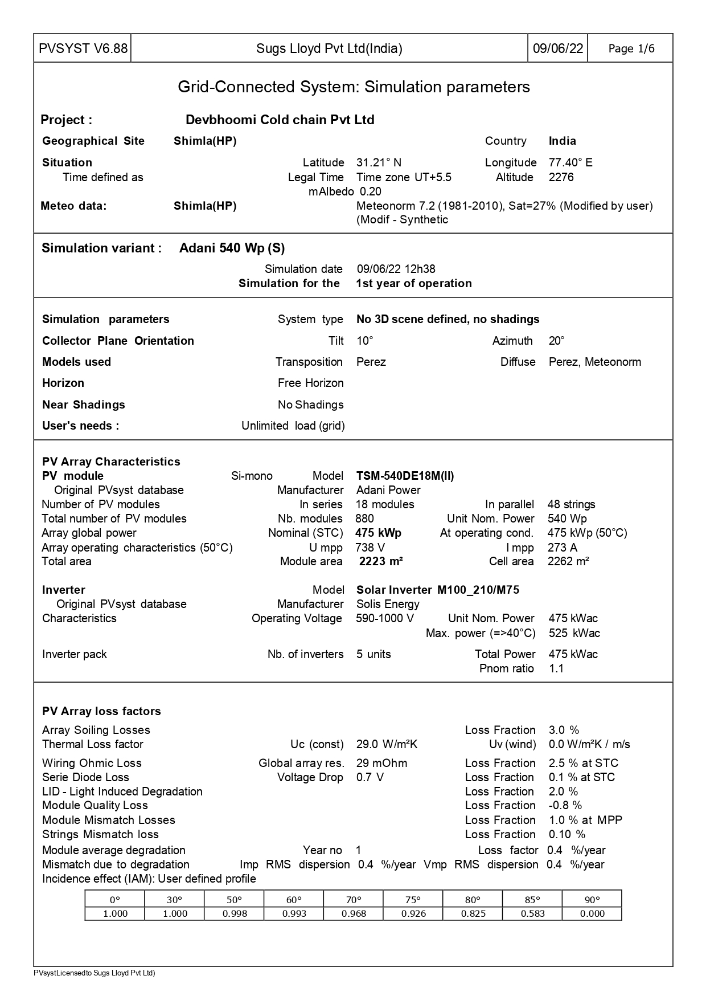 PVSYST V6.88 Sugs Lloyd Pvt Ltd(India) 09/06/22 Page 1/6
Grid-Connected System: Simulation parameters
Project : Devbhoomi Cold chain Pvt Ltd
Geographical Site Shimla(HP) Country India
Situation Latitude 31.21° N Longitude 77.40° E
Time defined as Legal Time Time zone UT+5.5 Altitude 2276
mAlbedo 0.20
Meteo data: Shimla(HP) Meteonorm 7.2 (1981-2010), Sat=27% (Modified by user)
(Modif - Synthetic
Simulation variant : Adani 540 Wp (S)
Simulation date 09/06/22 12h38
Simulation for the 1st year of operation
Simulation parameters System type No 3D scene defined, no shadings
Collector Plane Orientation Tilt 10° Azimuth 20°
Models used Transposition Perez Diffuse Perez, Meteonorm
Horizon Free Horizon
Near Shadings No Shadings
User's needs : Unlimited load (grid)
PV Array Characteristics
PV module Si-mono Model TSM-540DE18M(II)
Original PVsyst database Manufacturer Adani Power
Number of PV modules In series 18 modules In parallel 48 strings
Total number of PV modules Nb. modules 880 Unit Nom. Power 540 Wp
Array global power Nominal (STC) 475 kWp At operating cond. 475 kWp (50°C)
Array operating characteristics (50°C) U mpp 738 V I mpp 273 A
Total area Module area 2223 m² Cell area 2262 m²
Inverter Model Solar Inverter M100_210/M75
Original PVsyst database Manufacturer Solis Energy
Characteristics Operating Voltage 590-1000 V Unit Nom. Power 475 kWac
Max. power (=>40°C) 525 kWac
Inverter pack Nb. of inverters 5 units Total Power 475 kWac
Pnom ratio 1.1
PV Array loss factors
Array Soiling Losses Loss Fraction 3.0 %
Thermal Loss factor Uc (const) 29.0 W/m²K Uv (wind) 0.0 W/m²K / m/s
Wiring Ohmic Loss Global array res. 29 mOhm Loss Fraction 2.5 % at STC
Serie Diode Loss Voltage Drop 0.7 V Loss Fraction 0.1 % at STC
LID - Light Induced Degradation Loss Fraction 2.0 %
Module Quality Loss Loss Fraction -0.8 %
Module Mismatch Losses Loss Fraction 1.0 % at MPP
Strings Mismatch loss Loss Fraction 0.10 %
Module average degradation Year no 1 Loss factor 0.4 %/year
Mismatch due to degradation Imp RMS dispersion 0.4 %/year Vmp RMS dispersion 0.4 %/year
Incidence effect (IAM): User defined profile
0° 30° 50° 60° 70° 75° 80° 85° 90°
1.000 1.000 0.998 0.993 0.968 0.926 0.825 0.583 0.000
PVsystLicensedto Sugs Lloyd Pvt Ltd)